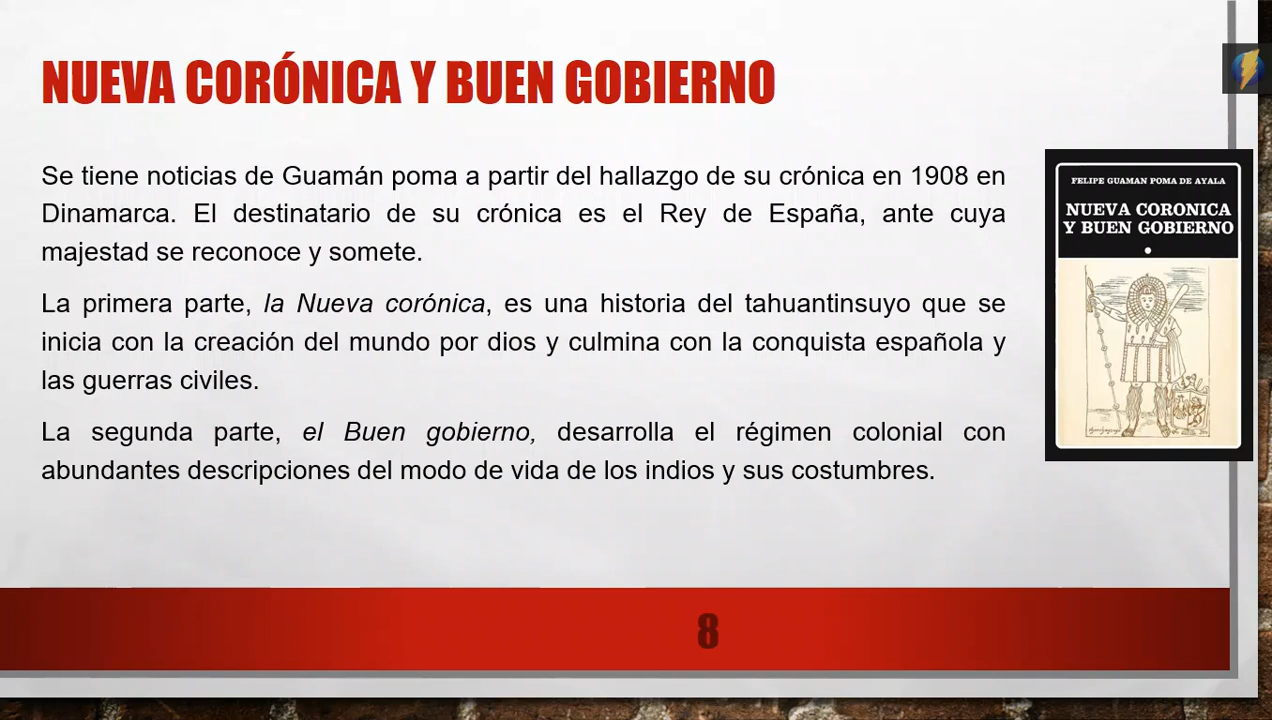 NUEVA CORÓNICA Y BUEN GOBIERNO
Se tiene noticias de Guamán poma a partir del hallazgo de su crónica en 1908 en
Dinamarca. El destinatario de su crónica es el Rey de España, ante cuya
majestad se reconoce y somete.
La primera parte, la Nueva corónica, es una historia del tahuantinsuyo que se
inicia con la creación del mundo por dios y culmina con la conquista española y
las guerras civiles.
La segunda parte, el Buen gobierno, desarrolla el régimen colonial con
abundantes descripciones del modo de vida de los indios y sus costumbres.
FELIPE GUAMAN POMA DE AYALA
NUEVA CORONICA
Y BUEN GOBIERNO
8